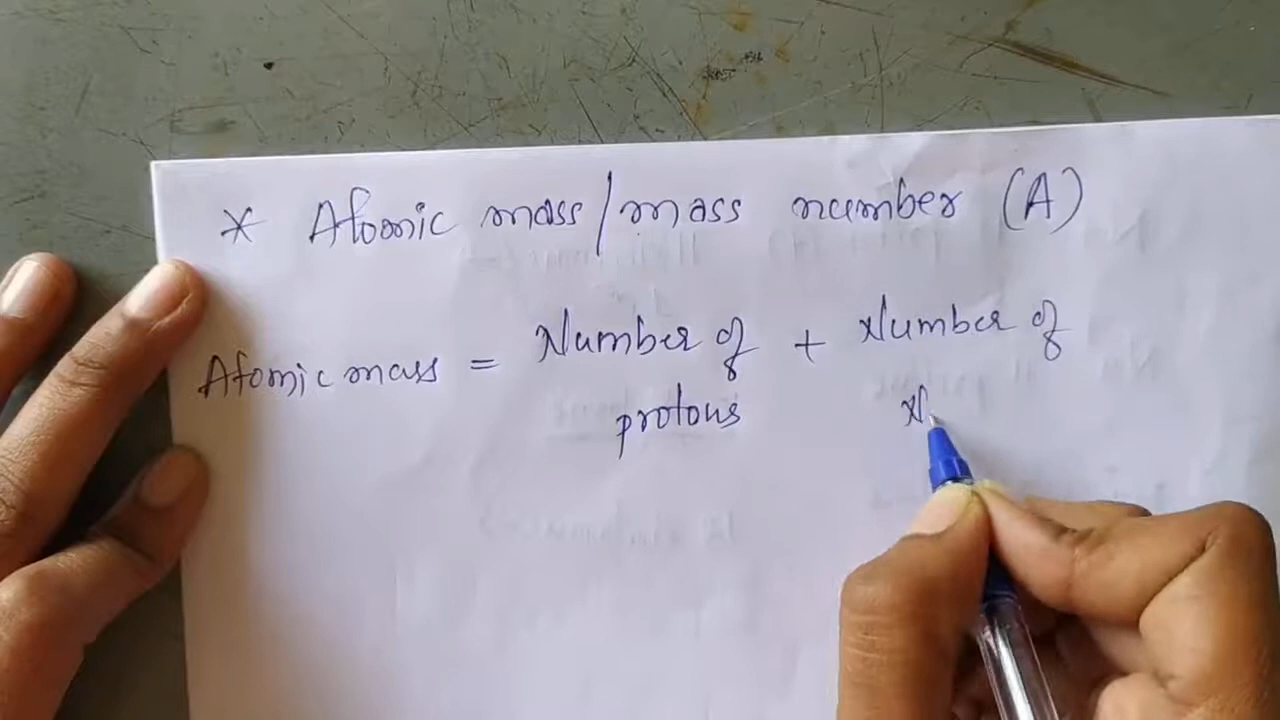 * Atomic mass/mass number (A)
Atomic mass = Number of + Number of
protons N